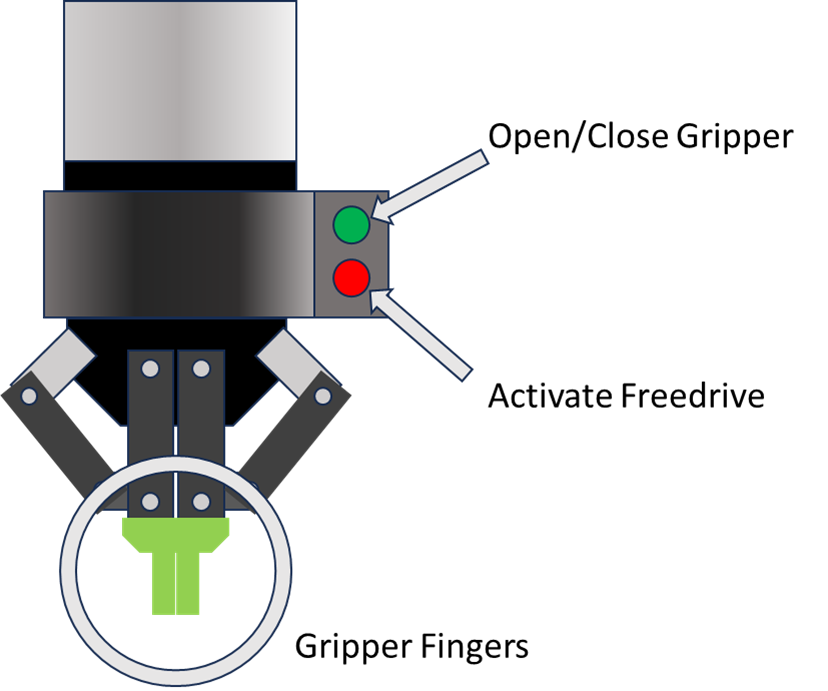 Open/Close Gripper
Activate Freedrive
Gripper Fingers